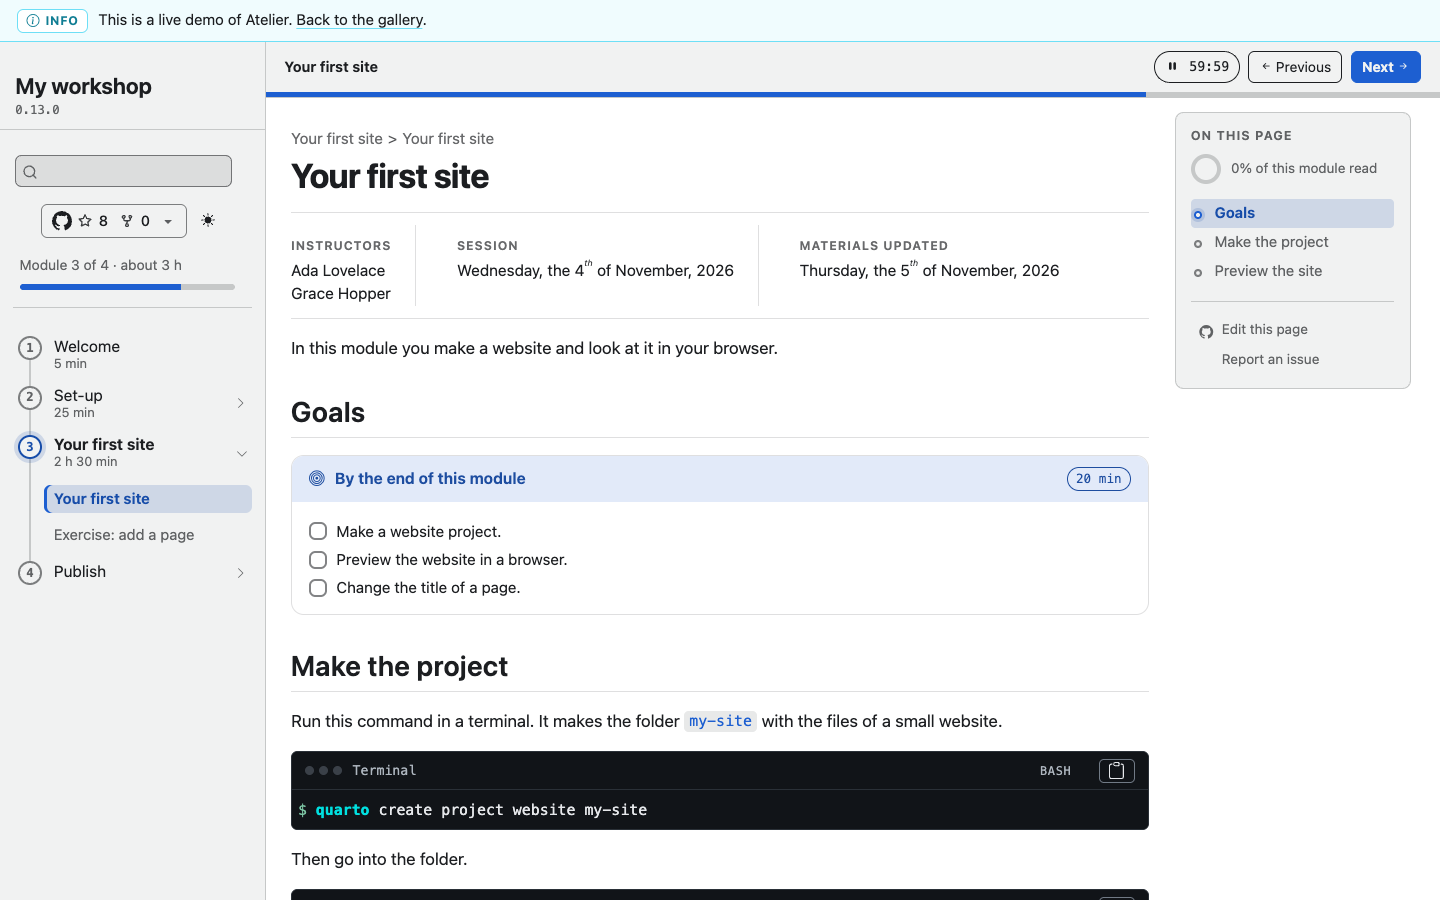 INFO This is a live demo of Atelier. Back to the gallery.
My workshop
0.13.0
8 0
Module 3 of 4 · about 3 h
1 Welcome
5 min
2 Set-up
25 min
3 Your first site
2 h 30 min
Your first site
Exercise: add a page
4 Publish
Your first site
59:59
← Previous
Next →
Your first site > Your first site
Your first site
INSTRUCTORS
Ada Lovelace
Grace Hopper
SESSION
Wednesday, the 4th of November, 2026
MATERIALS UPDATED
Thursday, the 5th of November, 2026
In this module you make a website and look at it in your browser.
Goals
By the end of this module
20 min
Make a website project.
Preview the website in a browser.
Change the title of a page.
Make the project
Run this command in a terminal. It makes the folder my-site with the files of a small website.
Terminal
BASH
$ quarto create project website my-site
Then go into the folder.
ON THIS PAGE
0% of this module read
Goals
Make the project
Preview the site
Edit this page
Report an issue